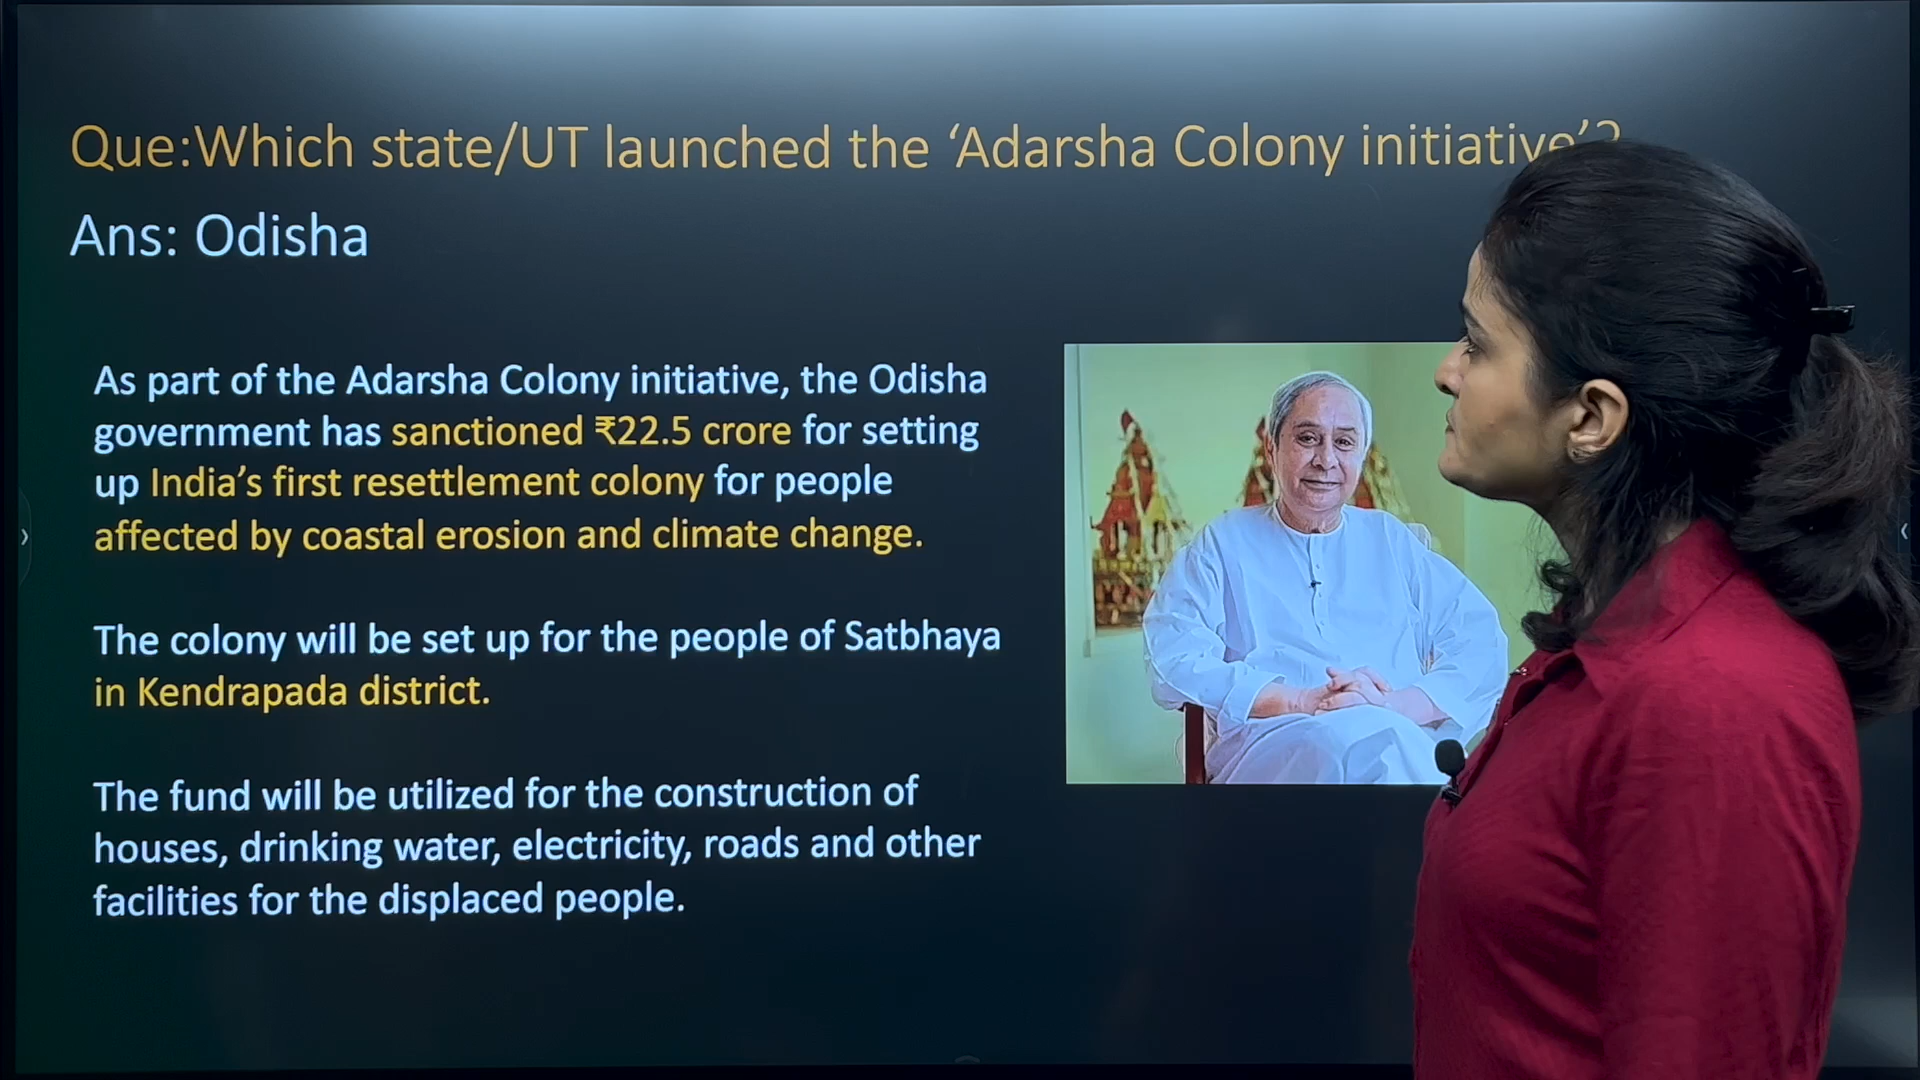 Que:Which state/UT launched the ‘Adarsha Colony initiative’?
Ans: Odisha
As part of the Adarsha Colony initiative, the Odisha
government has sanctioned ₹22.5 crore for setting
up India’s first resettlement colony for people
affected by coastal erosion and climate change.
The colony will be set up for the people of Satbhaya
in Kendrapada district.
The fund will be utilized for the construction of
houses, drinking water, electricity, roads and other
facilities for the displaced people.